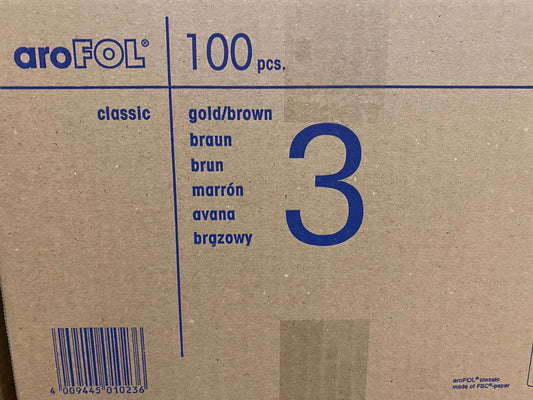 aroFOL® 100 pcs.
classic gold/brown
braun
brun
marrón
avana
brązowy
3
4 009445 010236
aroFOL® classic
made of FSC®-paper